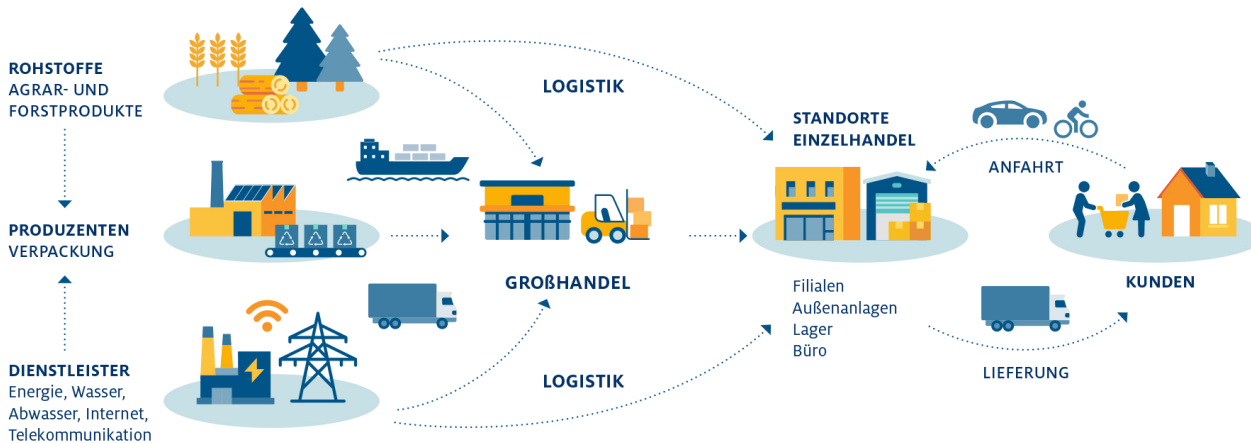 ROHSTOFFE
AGRAR- UND
FORSTPRODUKTE
PRODUZENTEN
VERPACKUNG
DIENSTLEISTER
Energie, Wasser,
Abwasser, Internet,
Telekommunikation
LOGISTIK
GROßHANDEL
LOGISTIK
STANDORTE
EINZELHANDEL
Filialen
Außenanlagen
Lager
Büro
ANFAHRT
LIEFERUNG
KUNDEN